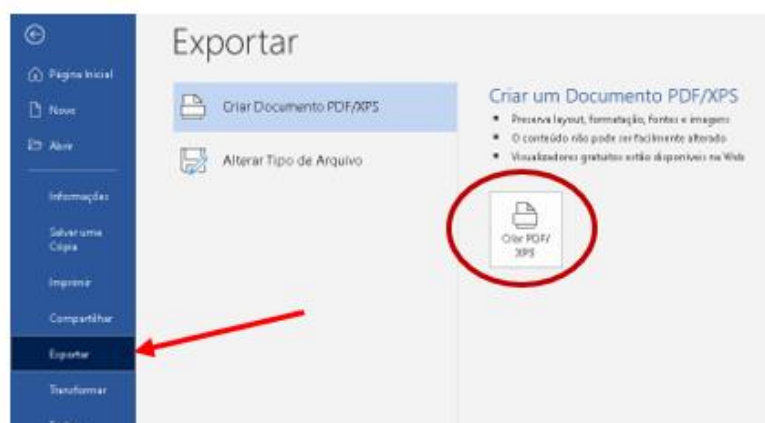 Exportar
Página Inicial
Novo
Abrir
Informações
Salvar uma
Cópia
Imprimir
Compartilhar
Exportar
Transformar
Criar Documento PDF/XPS
Alterar Tipo de Arquivo
Criar um Documento PDF/XPS
Preserva layout, formatação, fontes e imagens
O conteúdo não pode ser facilmente alterado
Visualizadores gratuitos estão disponíveis na Web
Criar PDF/
XPS